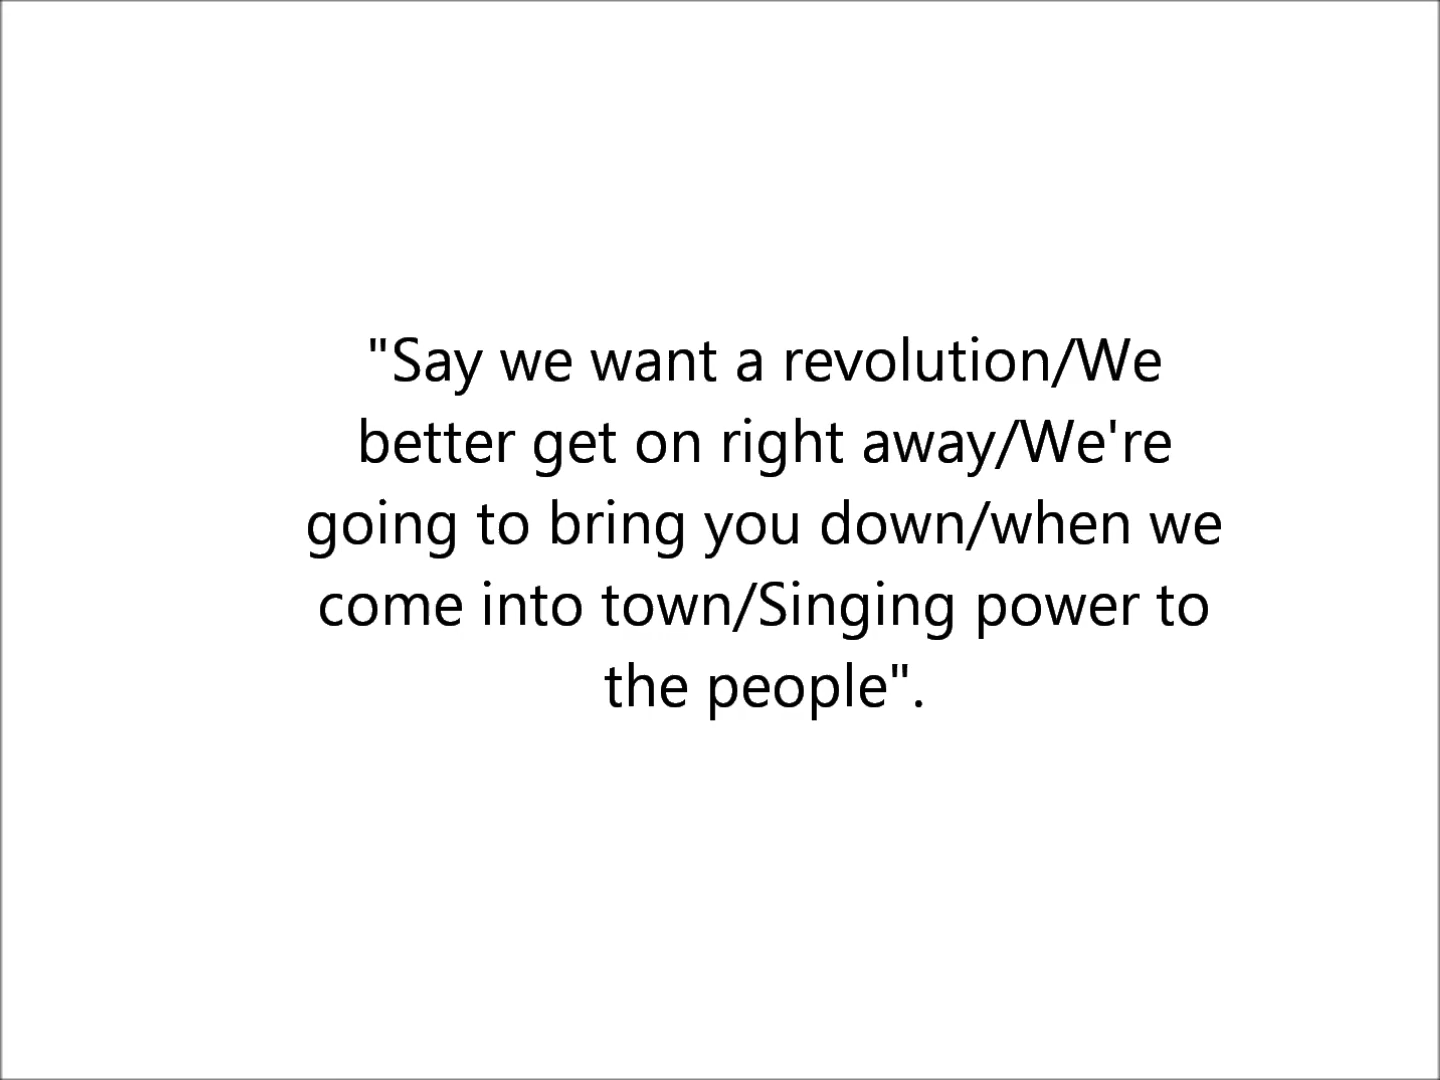 "Say we want a revolution/We
better get on right away/We're
going to bring you down/when we
come into town/Singing power to
the people".